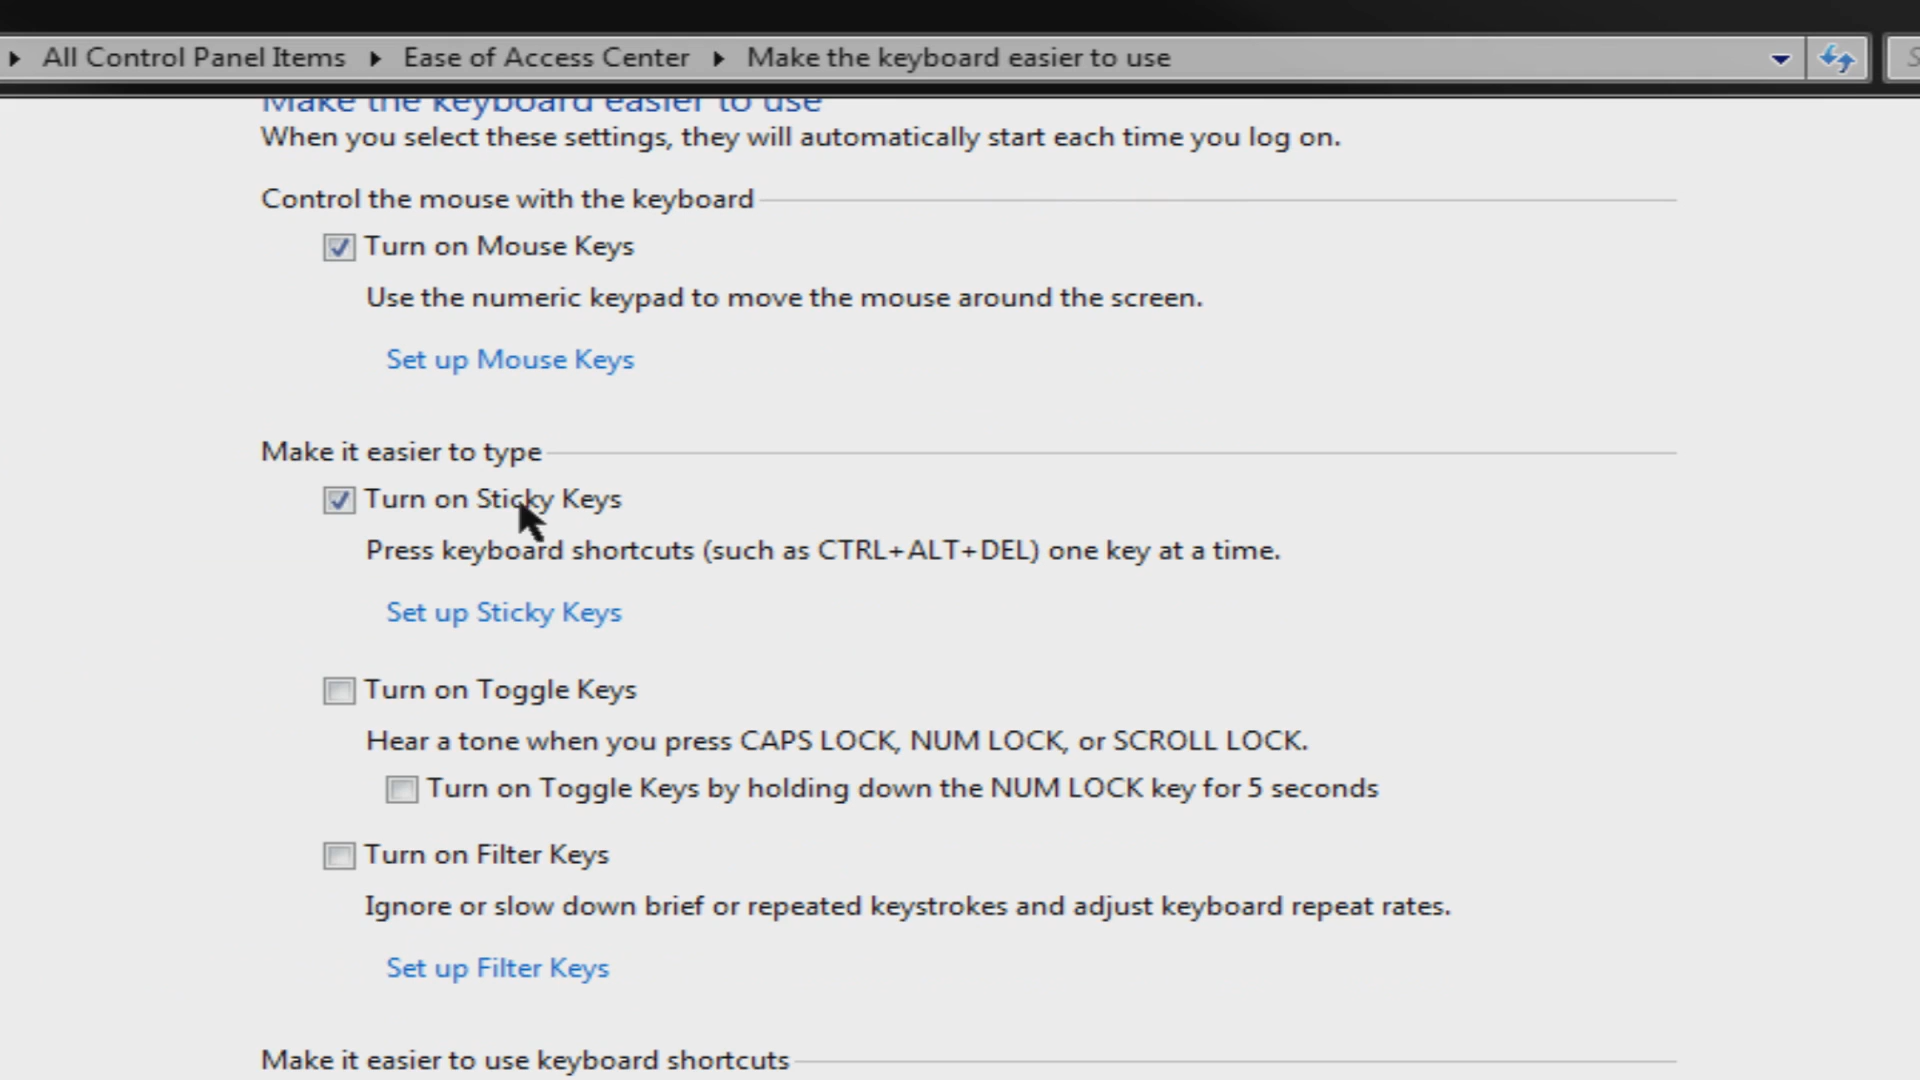 All Control Panel Items ▸ Ease of Access Center ▸ Make the keyboard easier to use
Make the keyboard easier to use
When you select these settings, they will automatically start each time you log on.
Control the mouse with the keyboard
Turn on Mouse Keys
Use the numeric keypad to move the mouse around the screen.
Set up Mouse Keys
Make it easier to type
Turn on Sticky Keys
Press keyboard shortcuts (such as CTRL+ALT+DEL) one key at a time.
Set up Sticky Keys
Turn on Toggle Keys
Hear a tone when you press CAPS LOCK, NUM LOCK, or SCROLL LOCK.
Turn on Toggle Keys by holding down the NUM LOCK key for 5 seconds
Turn on Filter Keys
Ignore or slow down brief or repeated keystrokes and adjust keyboard repeat rates.
Set up Filter Keys
Make it easier to use keyboard shortcuts